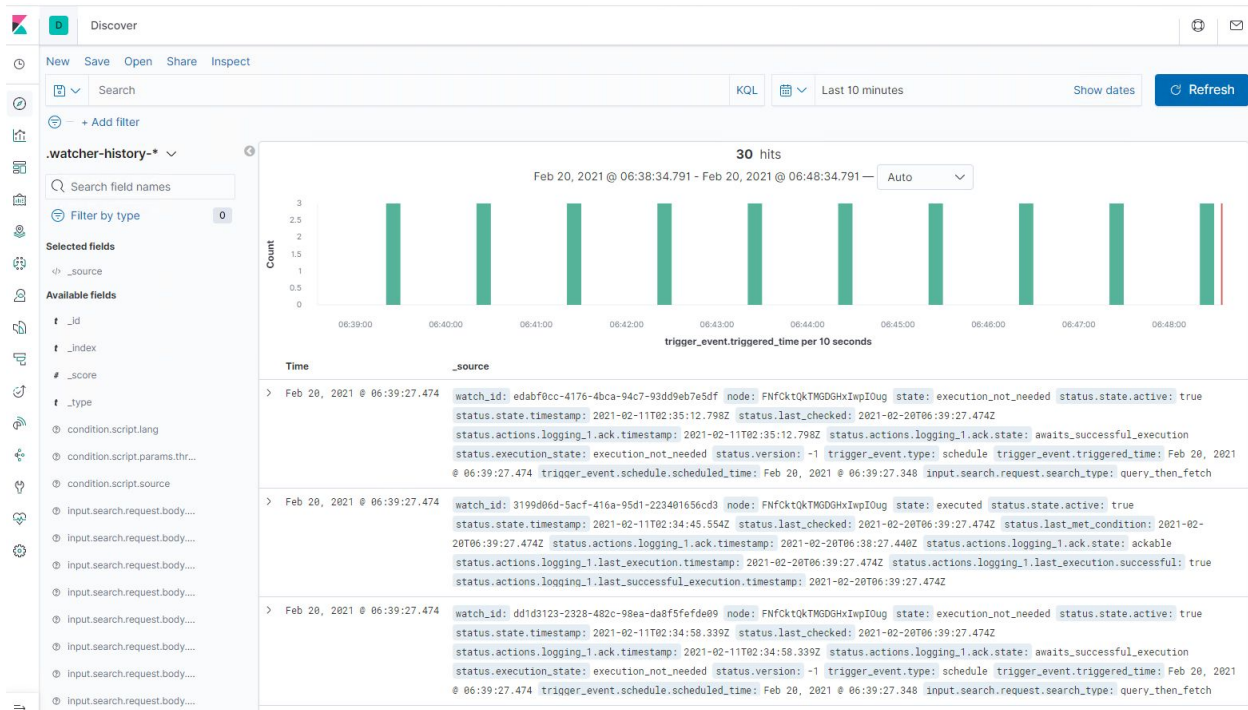 D Discover
New Save Open Share Inspect
Search KQL Last 10 minutes Show dates Refresh
+ Add filter
.watcher-history-*
Search field names
Filter by type 0
Selected fields
</> _source
Available fields
t _id
t _index
# _score
t _type
condition.script.lang
condition.script.params.thr...
condition.script.source
input.search.request.body....
input.search.request.body....
input.search.request.body....
input.search.request.body....
input.search.request.body....
input.search.request.body....
input.search.request.body....
input.search.request.body....
30 hits
Feb 20, 2021 @ 06:38:34.791 - Feb 20, 2021 @ 06:48:34.791 — Auto
Count
3
2.5
2
1.5
1
0.5
0
06:39:00 06:40:00 06:41:00 06:42:00 06:43:00 06:44:00 06:45:00 06:46:00 06:47:00 06:48:00
trigger_event.triggered_time per 10 seconds
Time _source
> Feb 20, 2021 @ 06:39:27.474 watch_id: edabf0cc-4176-4bca-94c7-93dd9eb7e5df node: FNfCktQkTMGDGHxIwpIOug state: execution_not_needed status.state.active: true
status.state.timestamp: 2021-02-11T02:35:12.798Z status.last_checked: 2021-02-20T06:39:27.474Z
status.actions.logging_1.ack.timestamp: 2021-02-11T02:35:12.798Z status.actions.logging_1.ack.state: awaits_successful_execution
status.execution_state: execution_not_needed status.version: -1 trigger_event.type: schedule trigger_event.triggered_time: Feb 20, 2021
@ 06:39:27.474 trigger_event.schedule.scheduled_time: Feb 20, 2021 @ 06:39:27.348 input.search.request.search_type: query_then_fetch
> Feb 20, 2021 @ 06:39:27.474 watch_id: 3199d06d-5acf-416a-95d1-223401656cd3 node: FNfCktQkTMGDGHxIwpIOug state: executed status.state.active: true
status.state.timestamp: 2021-02-11T02:34:45.554Z status.last_checked: 2021-02-20T06:39:27.474Z status.last_met_condition: 2021-02-
20T06:39:27.474Z status.actions.logging_1.ack.timestamp: 2021-02-20T06:38:27.440Z status.actions.logging_1.ack.state: ackable
status.actions.logging_1.last_execution.timestamp: 2021-02-20T06:39:27.474Z status.actions.logging_1.last_execution.successful: true
status.actions.logging_1.last_successful_execution.timestamp: 2021-02-20T06:39:27.474Z
> Feb 20, 2021 @ 06:39:27.474 watch_id: dd1d3123-2328-482c-98ea-da8f5fefde09 node: FNfCktQkTMGDGHxIwpIOug state: execution_not_needed status.state.active: true
status.state.timestamp: 2021-02-11T02:34:58.339Z status.last_checked: 2021-02-20T06:39:27.474Z
status.actions.logging_1.ack.timestamp: 2021-02-11T02:34:58.339Z status.actions.logging_1.ack.state: awaits_successful_execution
status.execution_state: execution_not_needed status.version: -1 trigger_event.type: schedule trigger_event.triggered_time: Feb 20, 2021
@ 06:39:27.474 trigger_event.schedule.scheduled_time: Feb 20, 2021 @ 06:39:27.348 input.search.request.search_type: query_then_fetch